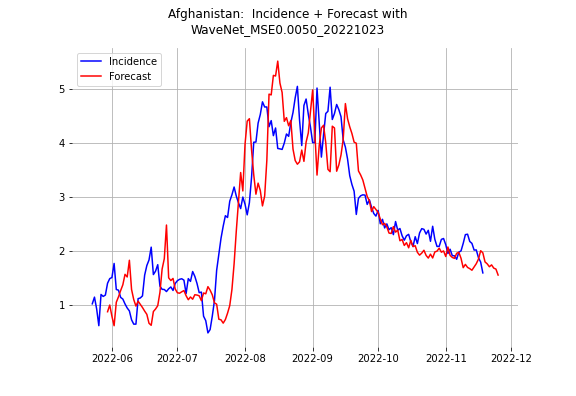 Afghanistan:  Incidence + Forecast with
WaveNet_MSE0.0050_20221023
Incidence
Forecast
5
4
3
2
1
2022-06 2022-07 2022-08 2022-09 2022-10 2022-11 2022-12